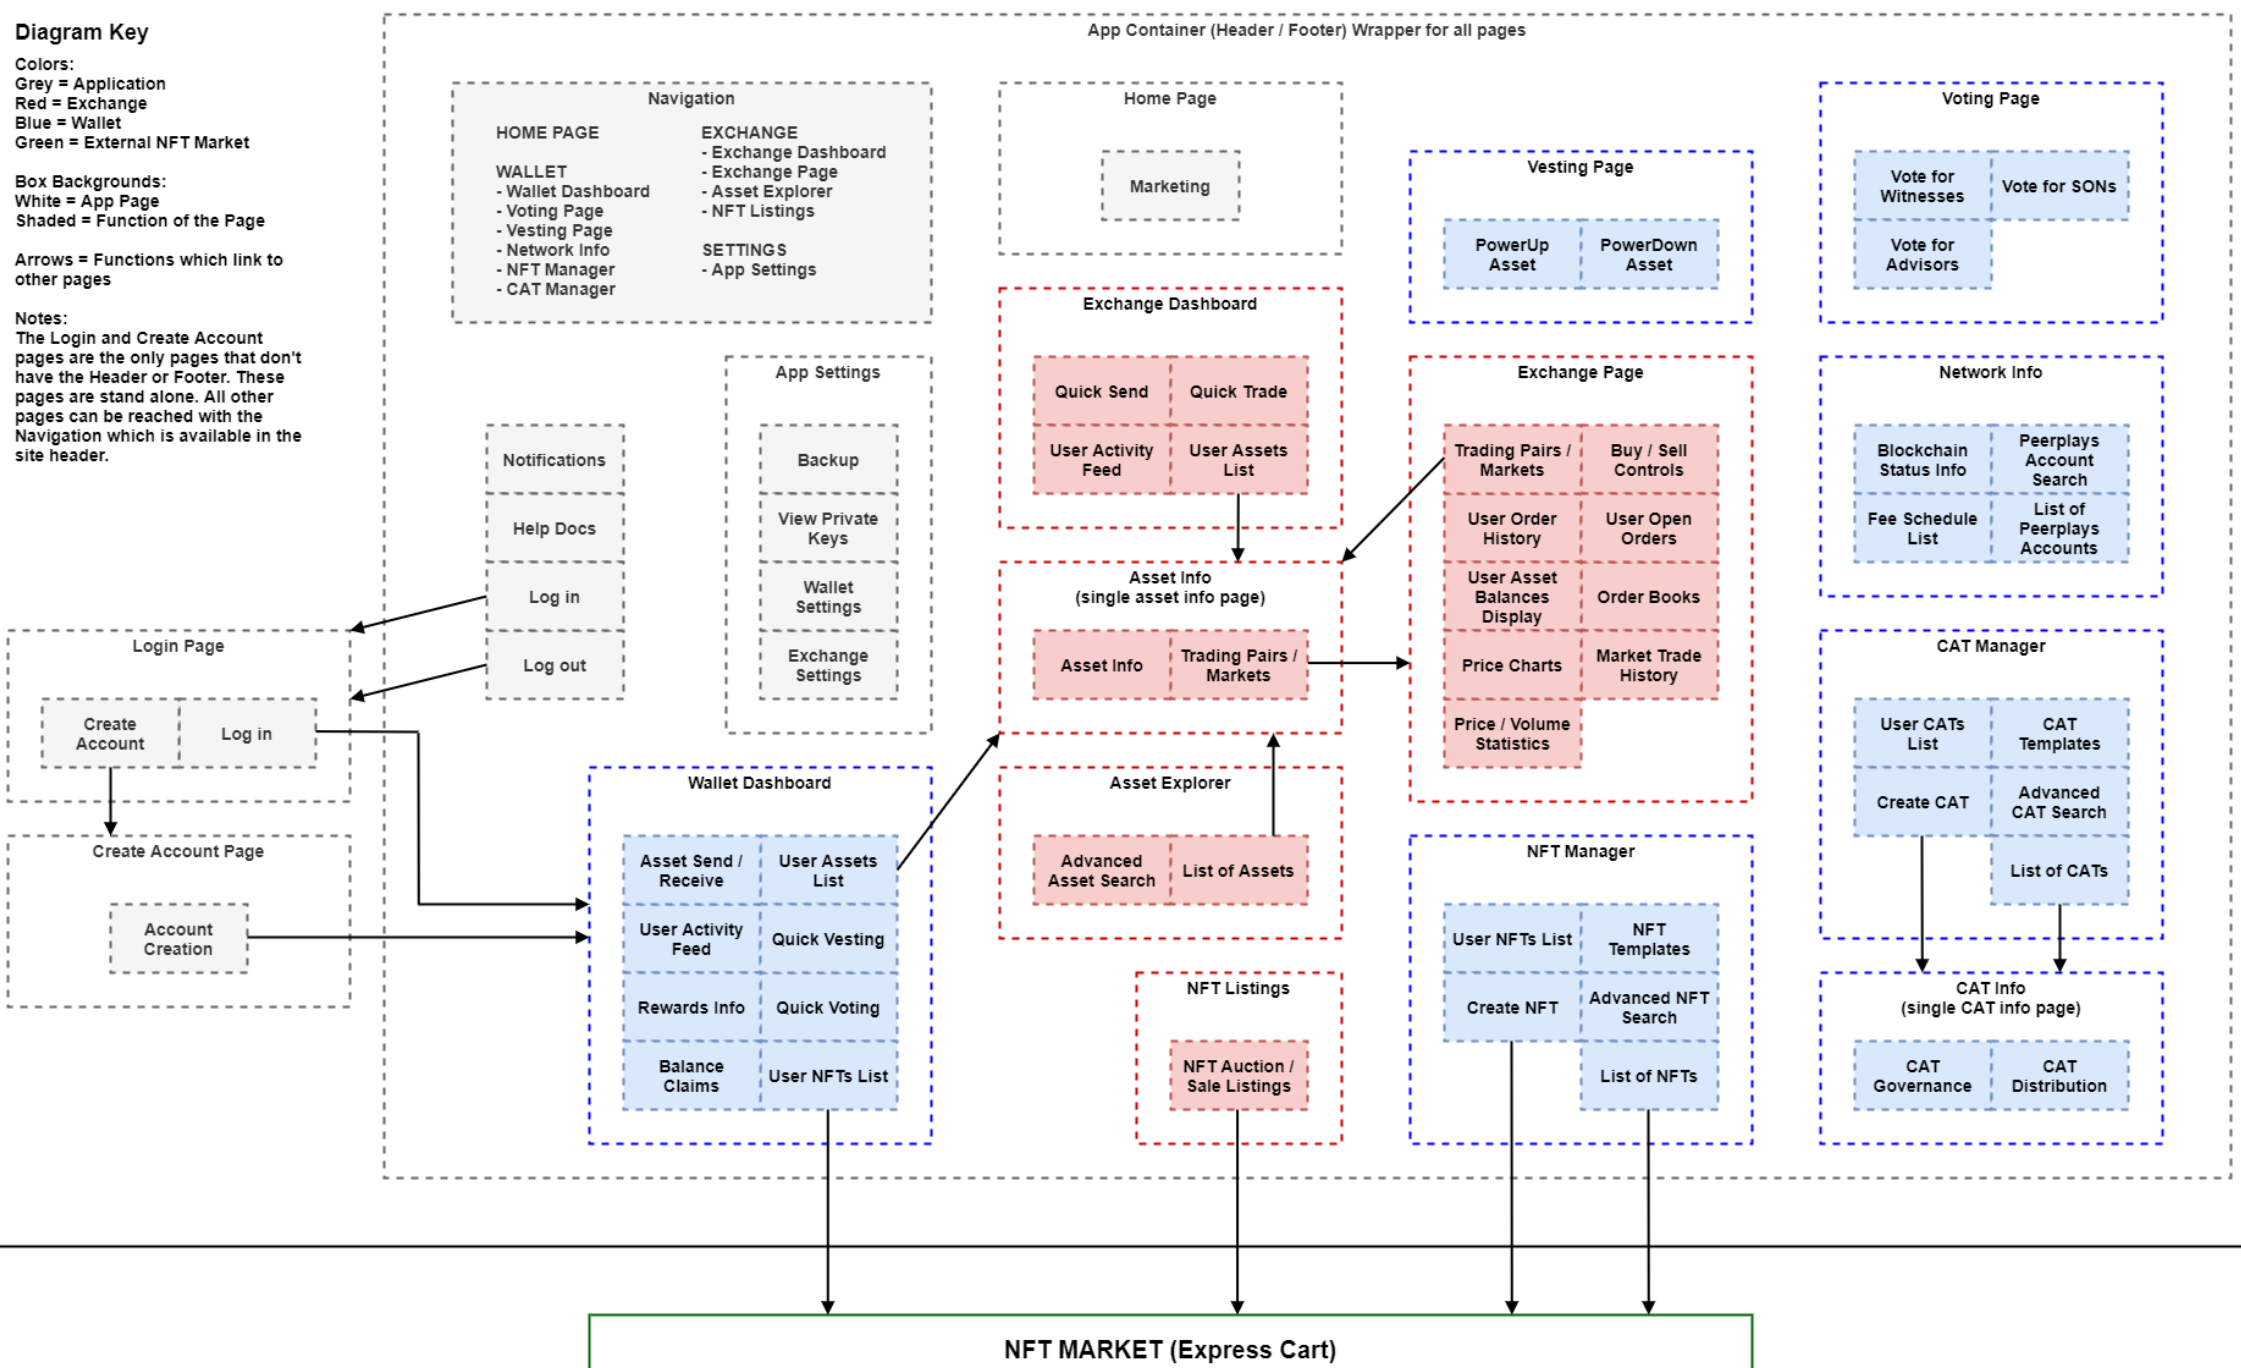 Diagram Key
Colors:
Grey = Application
Red = Exchange
Blue = Wallet
Green = External NFT Market
Box Backgrounds:
White = App Page
Shaded = Function of the Page
Arrows = Functions which link to
other pages
Notes:
The Login and Create Account
pages are the only pages that don't
have the Header or Footer. These
pages are stand alone. All other
pages can be reached with the
Navigation which is available in the
site header.
App Container (Header / Footer) Wrapper for all pages
Navigation
HOME PAGE
WALLET
- Wallet Dashboard
- Voting Page
- Vesting Page
- Network Info
- NFT Manager
- CAT Manager
EXCHANGE
- Exchange Dashboard
- Exchange Page
- Asset Explorer
- NFT Listings
SETTINGS
- App Settings
Home Page
Marketing
Vesting Page
PowerUp
Asset
PowerDown
Asset
Voting Page
Vote for
Witnesses
Vote for SONs
Vote for
Advisors
Notifications
Help Docs
Log in
Log out
App Settings
Backup
View Private
Keys
Wallet
Settings
Exchange
Settings
Exchange Dashboard
Quick Send
Quick Trade
User Activity
Feed
User Assets
List
Exchange Page
Trading Pairs /
Markets
Buy / Sell
Controls
User Order
History
User Open
Orders
User Asset
Balances
Display
Order Books
Price Charts
Market Trade
History
Price / Volume
Statistics
Network Info
Blockchain
Status Info
Peerplays
Account
Search
Fee Schedule
List
List of
Peerplays
Accounts
Asset Info
(single asset info page)
Asset Info
Trading Pairs /
Markets
Login Page
Create
Account
Log in
Create Account Page
Account
Creation
Wallet Dashboard
Asset Send /
Receive
User Assets
List
User Activity
Feed
Quick Vesting
Rewards Info
Quick Voting
Balance
Claims
User NFTs List
Asset Explorer
Advanced
Asset Search
List of Assets
NFT Listings
NFT Auction /
Sale Listings
NFT Manager
User NFTs List
NFT
Templates
Create NFT
Advanced NFT
Search
List of NFTs
CAT Manager
User CATs
List
CAT
Templates
Create CAT
Advanced
CAT Search
List of CATs
CAT Info
(single CAT info page)
CAT
Governance
CAT
Distribution
NFT MARKET (Express Cart)